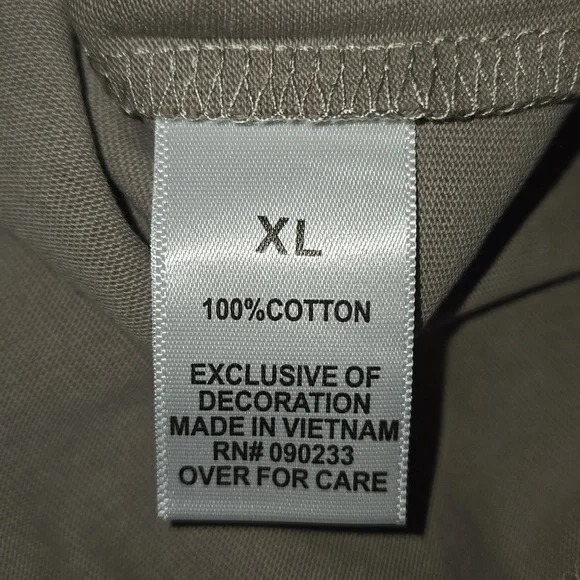 XL
100%COTTON
EXCLUSIVE OF
DECORATION
MADE IN VIETNAM
RN# 090233
OVER FOR CARE